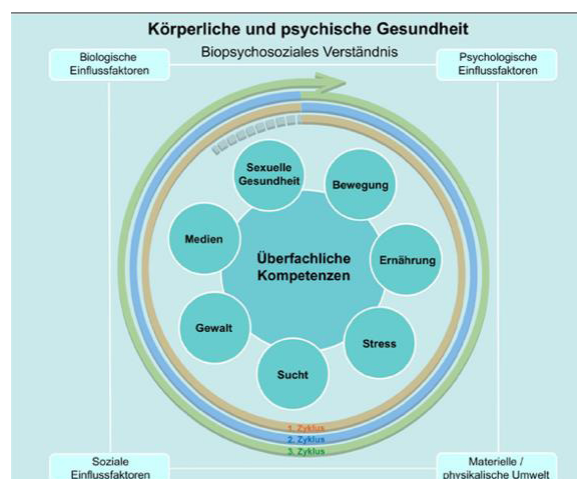 Körperliche und psychische Gesundheit
Biopsychosoziales Verständnis
Biologische
Einflussfaktoren
Psychologische
Einflussfaktoren
Sexuelle
Gesundheit
Bewegung
Medien
Überfachliche
Kompetenzen
Ernährung
Gewalt
Stress
Sucht
1. Zyklus
2. Zyklus
3. Zyklus
Soziale
Einflussfaktoren
Materielle /
physikalische Umwelt